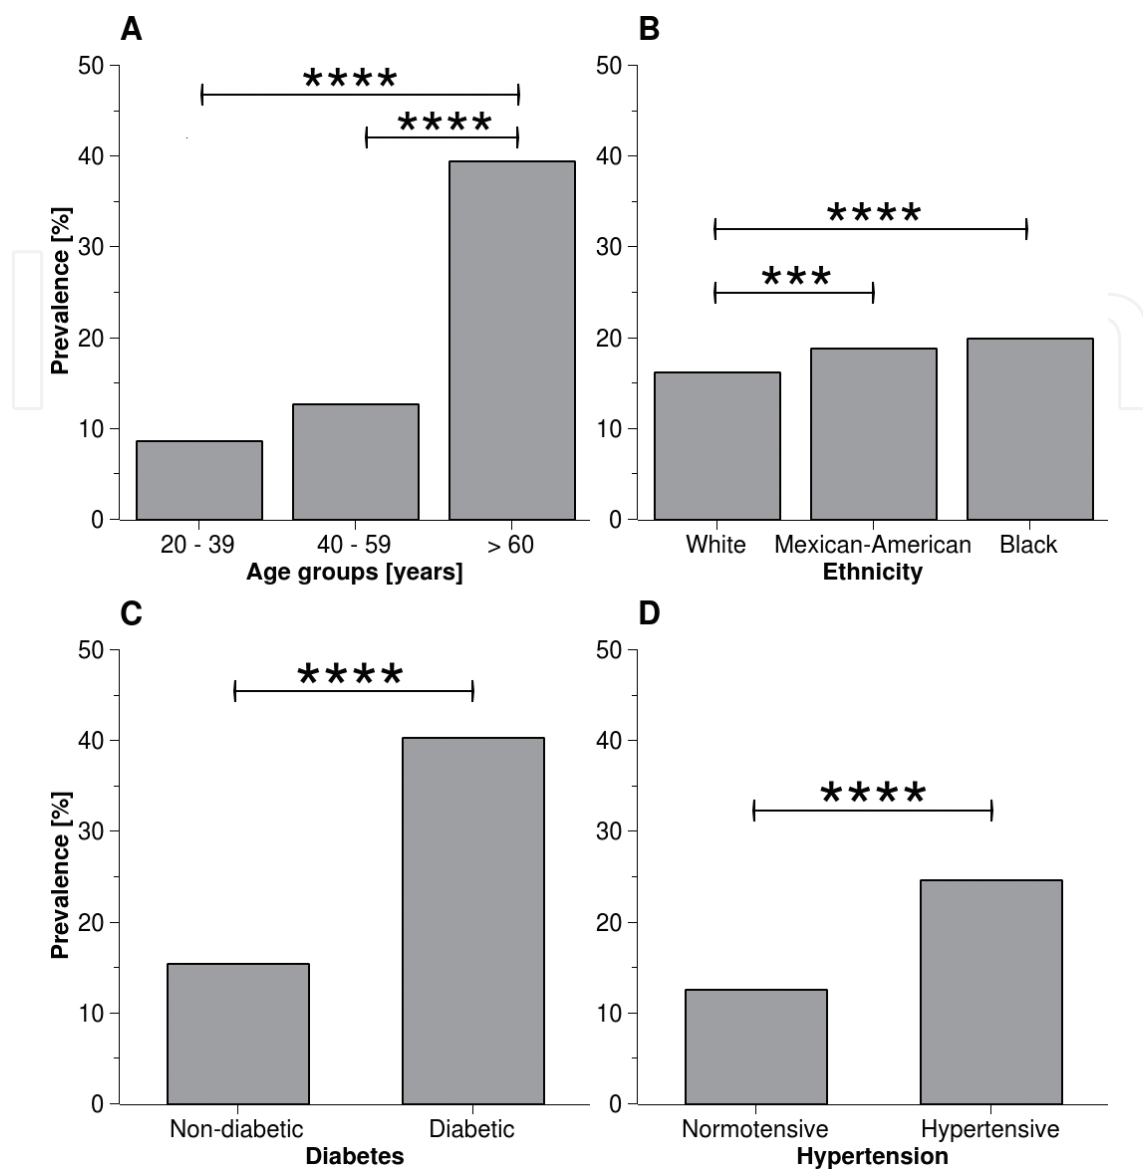 A
50
40
30
20
10
0
Prevalence [%]
****
****
20 - 39 40 - 59 > 60
Age groups [years]
B
50
40
30
20
10
0
****
***
White Mexican-American Black
Ethnicity
C
50
40
30
20
10
0
Prevalence [%]
****
Non-diabetic Diabetic
Diabetes
D
50
40
30
20
10
0
****
Normotensive Hypertensive
Hypertension